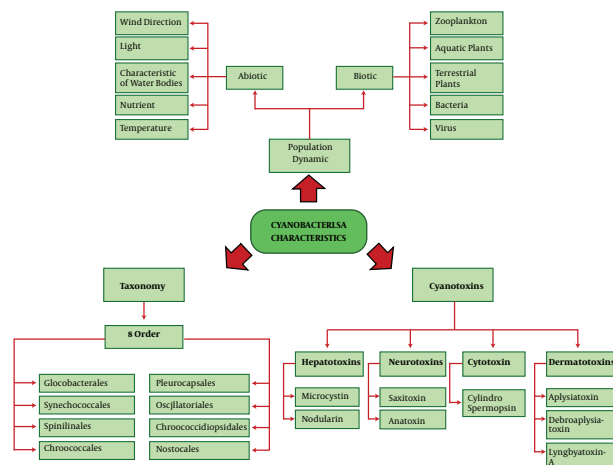 Wind Direction
Light
Characteristic
of Water Bodies
Nutrient
Temperature
Abiotic
Biotic
Zooplankton
Aquatic Plants
Terrestrial
Plants
Bacteria
Virus
Population
Dynamic
CYANOBACTERLSA
CHARACTERISTICS
Taxonomy
8 Order
Glocobacterales
Synechococcales
Spinilinales
Chroococcales
Pleurocapsales
Oscjllatoriales
Chroococcidiopsidales
Nostocales
Cyanotoxins
Hepatotoxins
Microcystin
Nodularin
Neurotoxins
Saxitoxin
Anatoxin
Cytotoxin
Cylindro
Spermopsin
Dermatotoxins
Aplysiatoxin
Debroaplysia-
toxin
Lyngbyatoxin-
A